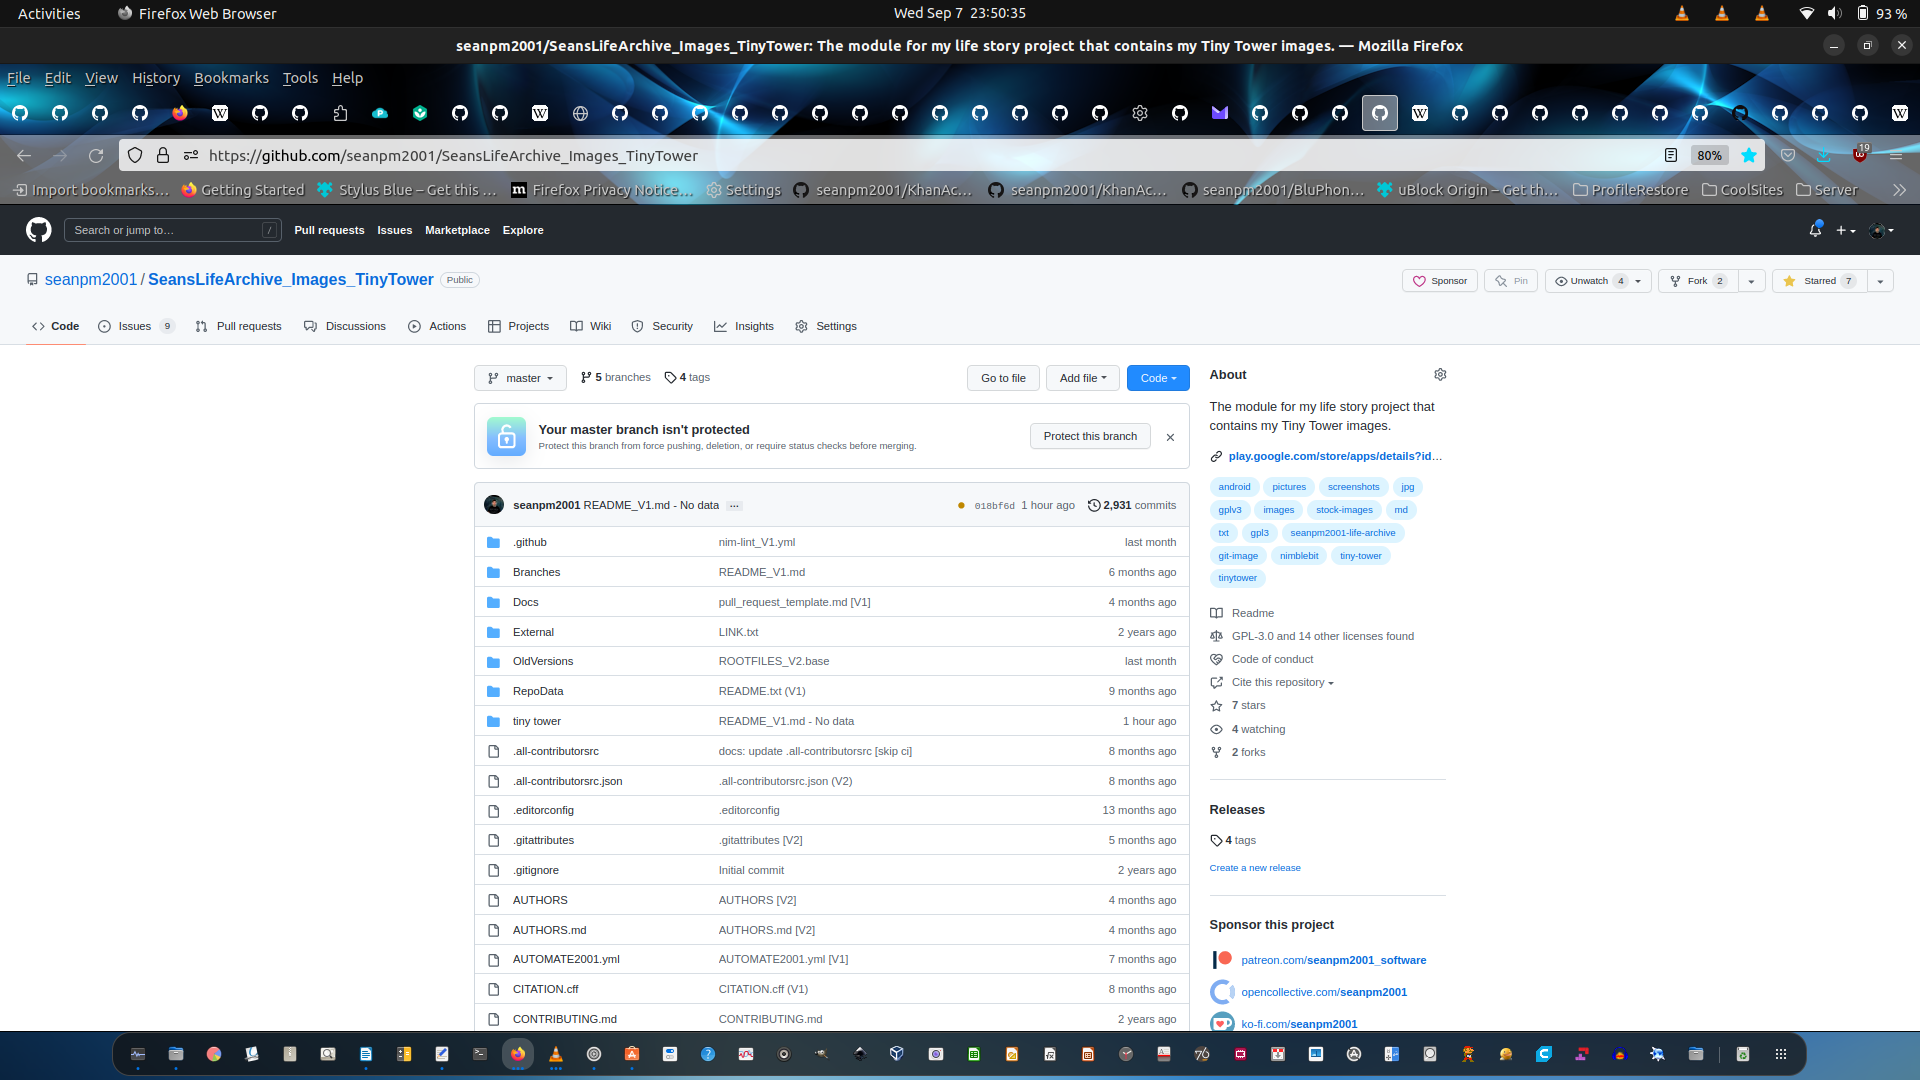 Activities
Firefox Web Browser
Wed Sep 7 23:50:35
93 %
seanpm2001/SeansLifeArchive_Images_TinyTower: The module for my life story project that contains my Tiny Tower images. — Mozilla Firefox
File Edit View History Bookmarks Tools Help
https://github.com/seanpm2001/SeansLifeArchive_Images_TinyTower
80%
19
Import bookmarks... Getting Started Stylus Blue – Get this ... Firefox Privacy Notice... Settings seanpm2001/KhanAc... seanpm2001/KhanAc... seanpm2001/BluPhon... uBlock Origin – Get th... ProfileRestore CoolSites Server
Search or jump to...
/
Pull requests Issues Marketplace Explore
seanpm2001 / SeansLifeArchive_Images_TinyTower Public
Sponsor Pin Unwatch 4 Fork 2 Starred 7
Code Issues 9 Pull requests Discussions Actions Projects Wiki Security Insights Settings
master 5 branches 4 tags Go to file Add file Code
Your master branch isn't protected
Protect this branch from force pushing, deletion, or require status checks before merging.
Protect this branch
seanpm2001 README_V1.md - No data ... 018bf6d 1 hour ago 2,931 commits
.github nim-lint_V1.yml last month
Branches README_V1.md 6 months ago
Docs pull_request_template.md [V1] 4 months ago
External LINK.txt 2 years ago
OldVersions ROOTFILES_V2.base last month
RepoData README.txt (V1) 9 months ago
tiny tower README_V1.md - No data 1 hour ago
.all-contributorsrc docs: update .all-contributorsrc [skip ci] 8 months ago
.all-contributorsrc.json .all-contributorsrc.json (V2) 8 months ago
.editorconfig .editorconfig 13 months ago
.gitattributes .gitattributes [V2] 5 months ago
.gitignore Initial commit 2 years ago
AUTHORS AUTHORS [V2] 4 months ago
AUTHORS.md AUTHORS.md [V2] 4 months ago
AUTOMATE2001.yml AUTOMATE2001.yml [V1] 7 months ago
CITATION.cff CITATION.cff (V1) 8 months ago
CONTRIBUTING.md CONTRIBUTING.md 2 years ago
About
The module for my life story project that
contains my Tiny Tower images.
play.google.com/store/apps/details?id...
android pictures screenshots jpg
gplv3 images stock-images md
txt gpl3 seanpm2001-life-archive
git-image nimblebit tiny-tower
tinytower
Readme
GPL-3.0 and 14 other licenses found
Code of conduct
Cite this repository
7 stars
4 watching
2 forks
Releases
4 tags
Create a new release
Sponsor this project
patreon.com/seanpm2001_software
opencollective.com/seanpm2001
ko-fi.com/seanpm2001